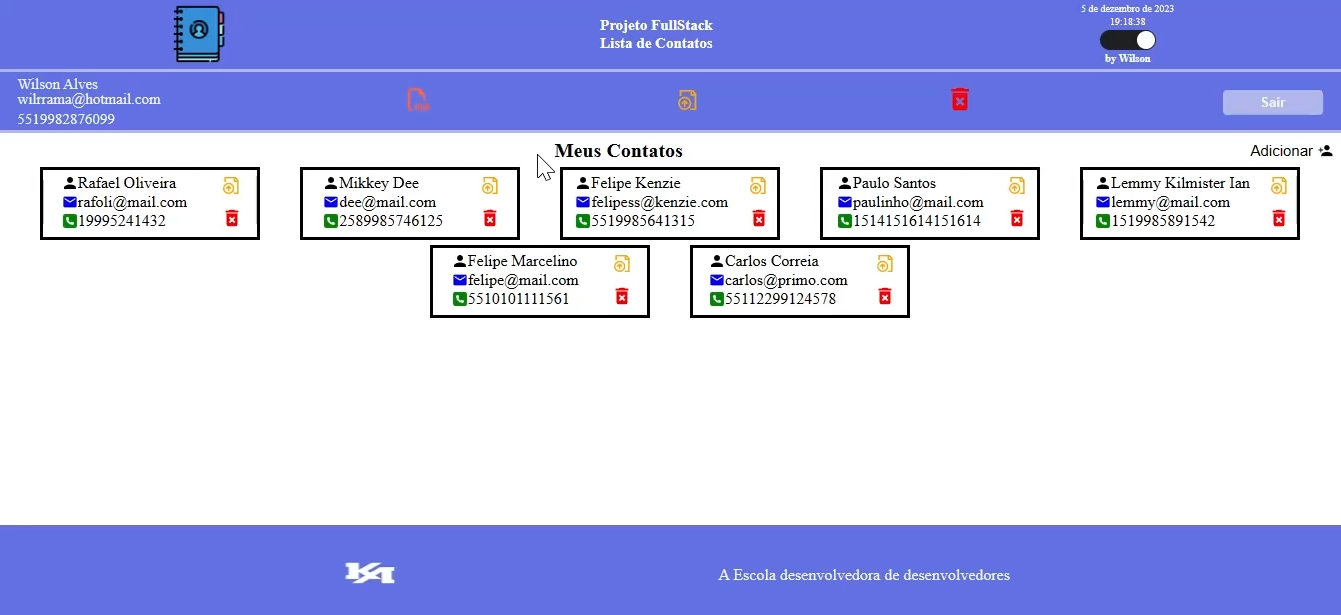 Projeto FullStack
Lista de Contatos
5 de dezembro de 2023
19:18:38
by Wilson
Wilson Alves
wilrrama@hotmail.com
5519982876099
Sair
Meus Contatos
Adicionar
Rafael Oliveira
rafoli@mail.com
19995241432
Mikkey Dee
dee@mail.com
2589985746125
Felipe Kenzie
felipess@kenzie.com
5519985641315
Paulo Santos
paulinho@mail.com
1514151614151614
Lemmy Kilmister Ian
lemmy@mail.com
1519985891542
Felipe Marcelino
felipe@mail.com
5510101111561
Carlos Correia
carlos@primo.com
55112299124578
A Escola desenvolvedora de desenvolvedores